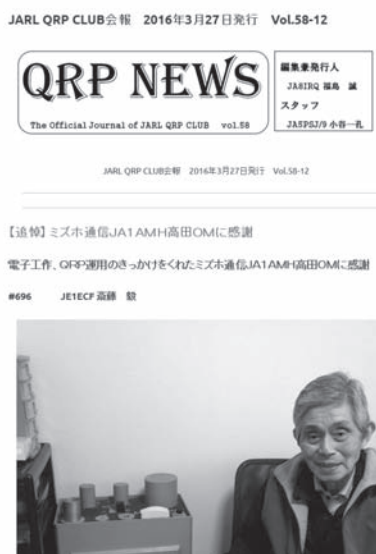 JARL QRP CLUB会報 2016年3月27日発行 Vol.58-12
QRP NEWS
The Official Journal of JARL QRP CLUB vol.58
編集兼発行人
JA8IRQ 福島 誠
スタッフ
JA5PSJ/9 小谷一孔
JARL QRP CLUB会報 2016年3月27日発行 Vol.58-12
【追悼】ミズホ通信JA1AMH高田OMに感謝
電子工作、QRP運用のきっかけをくれたミズホ通信JA1AMH高田OMに感謝
#696 JE1ECF 斎藤 毅